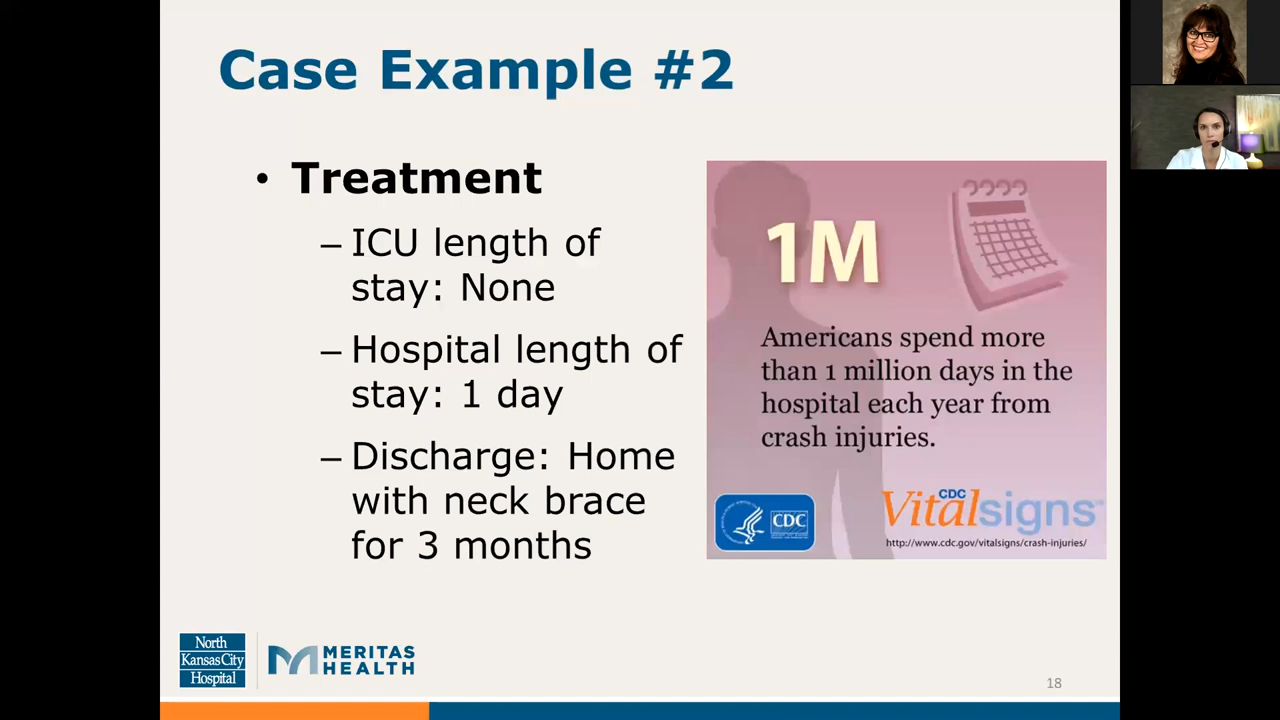 Case Example #2
• Treatment
– ICU length of
stay: None
– Hospital length of
stay: 1 day
– Discharge: Home
with neck brace
for 3 months
1M
Americans spend more
than 1 million days in the
hospital each year from
crash injuries.
CDC
CDC
Vitalsigns™
http://www.cdc.gov/vitalsigns/crash-injuries/
North
Kansas City
Hospital
MERITAS
HEALTH
18